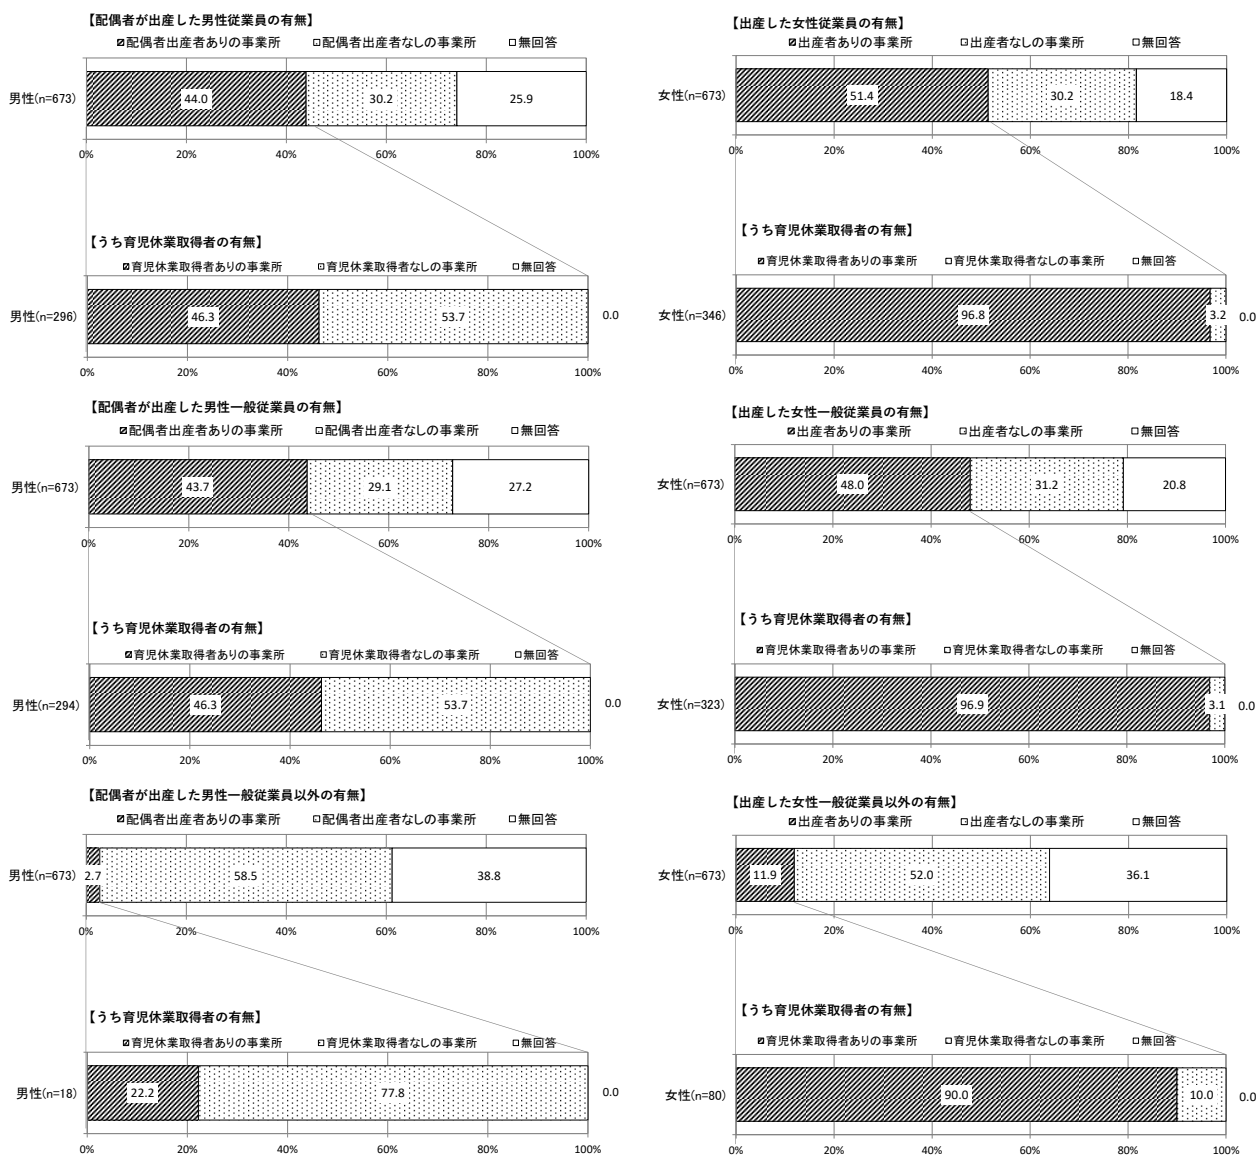 【配偶者が出産した男性従業員の有無】
配偶者出産者ありの事業所 配偶者出産者なしの事業所 無回答
男性(n=673) 44.0 30.2 25.9
0% 20% 40% 60% 80% 100%
【うち育児休業取得者の有無】
育児休業取得者ありの事業所 育児休業取得者なしの事業所 無回答
男性(n=296) 46.3 53.7 0.0
0% 20% 40% 60% 80% 100%
【出産した女性従業員の有無】
出産者ありの事業所 出産者なしの事業所 無回答
女性(n=673) 51.4 30.2 18.4
0% 20% 40% 60% 80% 100%
【うち育児休業取得者の有無】
育児休業取得者ありの事業所 育児休業取得者なしの事業所 無回答
女性(n=346) 96.8 3.2 0.0
0% 20% 40% 60% 80% 100%
【配偶者が出産した男性一般従業員の有無】
配偶者出産者ありの事業所 配偶者出産者なしの事業所 無回答
男性(n=673) 43.7 29.1 27.2
0% 20% 40% 60% 80% 100%
【うち育児休業取得者の有無】
育児休業取得者ありの事業所 育児休業取得者なしの事業所 無回答
男性(n=294) 46.3 53.7 0.0
0% 20% 40% 60% 80% 100%
【出産した女性一般従業員の有無】
出産者ありの事業所 出産者なしの事業所 無回答
女性(n=673) 48.0 31.2 20.8
0% 20% 40% 60% 80% 100%
【うち育児休業取得者の有無】
育児休業取得者ありの事業所 育児休業取得者なしの事業所 無回答
女性(n=323) 96.9 3.1 0.0
0% 20% 40% 60% 80% 100%
【配偶者が出産した男性一般従業員以外の有無】
配偶者出産者ありの事業所 配偶者出産者なしの事業所 無回答
男性(n=673) 2.7 58.5 38.8
0% 20% 40% 60% 80% 100%
【うち育児休業取得者の有無】
育児休業取得者ありの事業所 育児休業取得者なしの事業所 無回答
男性(n=18) 22.2 77.8 0.0
0% 20% 40% 60% 80% 100%
【出産した女性一般従業員以外の有無】
出産者ありの事業所 出産者なしの事業所 無回答
女性(n=673) 11.9 52.0 36.1
0% 20% 40% 60% 80% 100%
【うち育児休業取得者の有無】
育児休業取得者ありの事業所 育児休業取得者なしの事業所 無回答
女性(n=80) 90.0 10.0 0.0
0% 20% 40% 60% 80% 100%